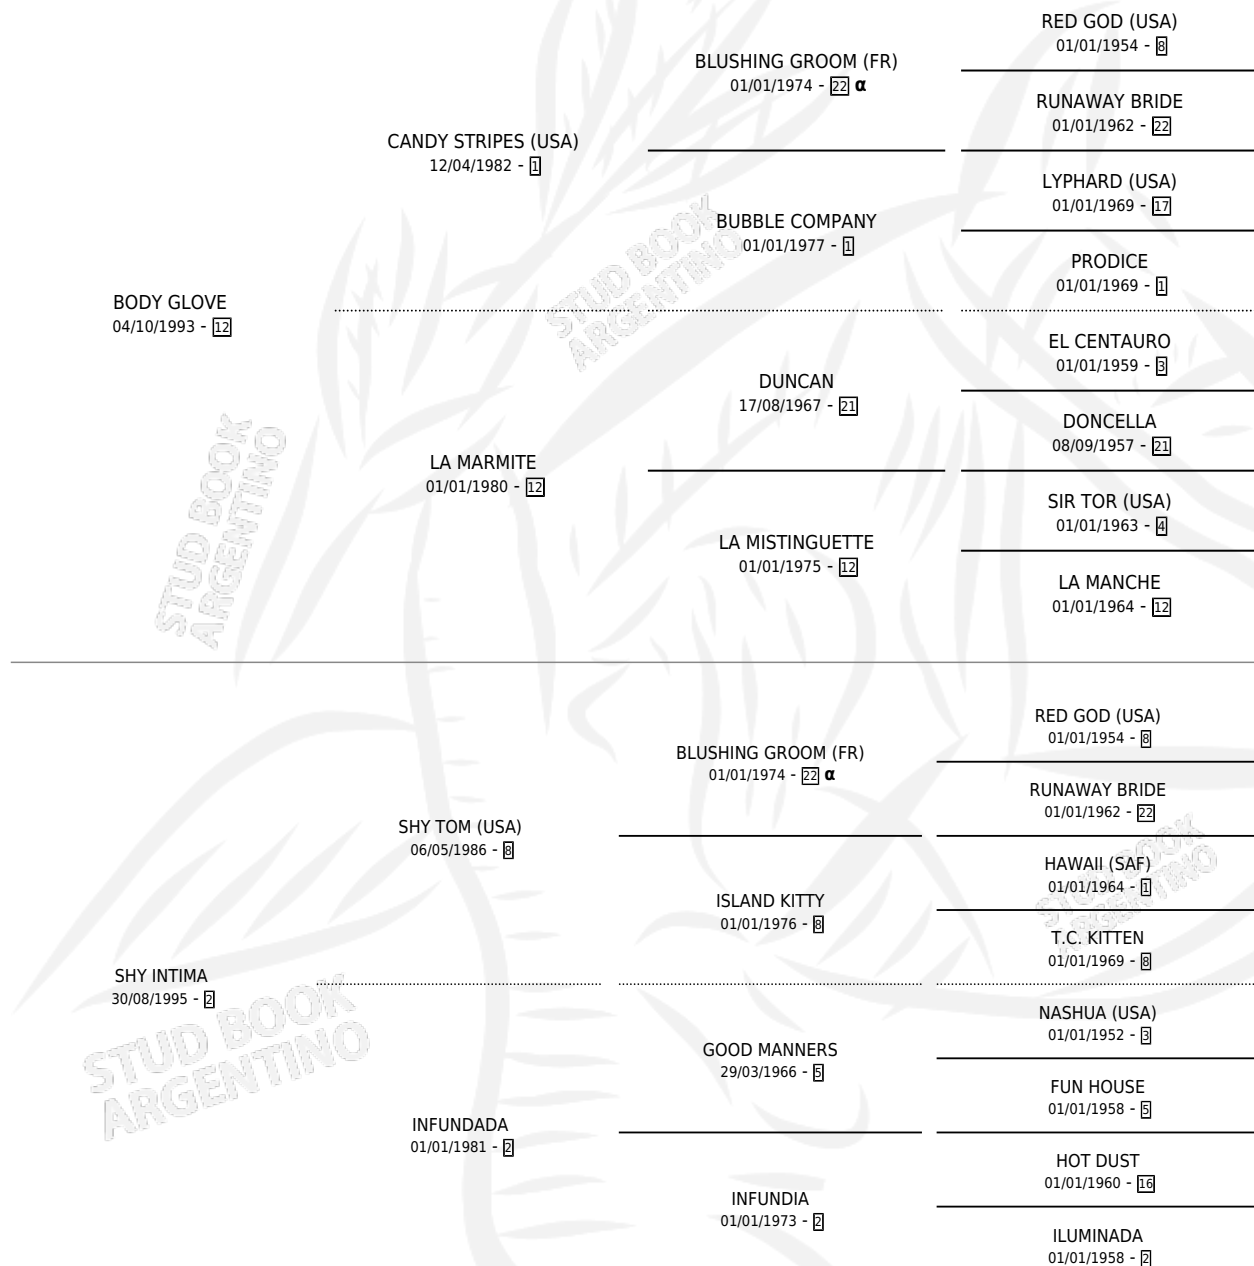 RED GOD (USA)
01/01/1954 - 8
BLUSHING GROOM (FR)
01/01/1974 - 22 α
RUNAWAY BRIDE
01/01/1962 - 22
CANDY STRIPES (USA)
12/04/1982 - 1
LYPHARD (USA)
01/01/1969 - 17
BUBBLE COMPANY
01/01/1977 - 1
PRODICE
01/01/1969 - 1
BODY GLOVE
04/10/1993 - 12
EL CENTAURO
01/01/1959 - 3
DUNCAN
17/08/1967 - 21
DONCELLA
08/09/1957 - 21
LA MARMITE
01/01/1980 - 12
SIR TOR (USA)
01/01/1963 - 4
LA MISTINGUETTE
01/01/1975 - 12
LA MANCHE
01/01/1964 - 12
STUD BOOK
ARGENTINO
STUD BOOK
ARGENTINO
RED GOD (USA)
01/01/1954 - 8
BLUSHING GROOM (FR)
01/01/1974 - 22 α
RUNAWAY BRIDE
01/01/1962 - 22
SHY TOM (USA)
06/05/1986 - 8
HAWAII (SAF)
01/01/1964 - 1
ISLAND KITTY
01/01/1976 - 8
T.C. KITTEN
01/01/1969 - 8
SHY INTIMA
30/08/1995 - 2
NASHUA (USA)
01/01/1952 - 3
GOOD MANNERS
29/03/1966 - 5
FUN HOUSE
01/01/1958 - 5
INFUNDADA
01/01/1981 - 2
HOT DUST
01/01/1960 - 16
INFUNDIA
01/01/1973 - 2
ILUMINADA
01/01/1958 - 2
STUD BOOK
ARGENTINO
STUD BOOK
ARGENTINO